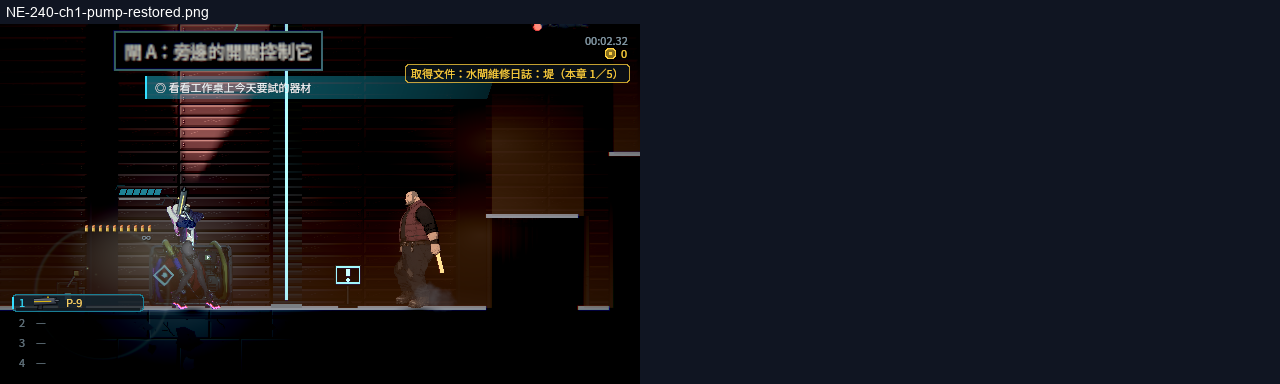 NE-240-ch1-pump-restored.png
閘 A：旁邊的開關控制它
00:02.32
0
取得文件：水閘維修日誌：堤（本章 1／5）
◎ 看看工作桌上今天要試的器材
∞
!
1 P-9
2 —
3 —
4 —